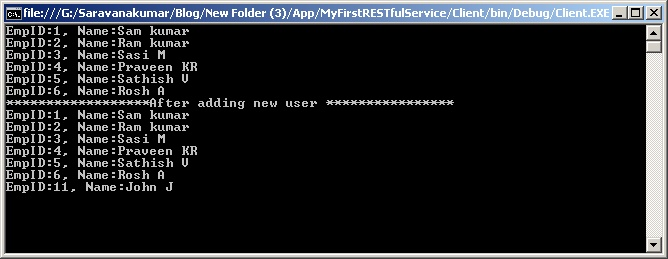 file:///G:/Saravanakumar/Blog/New Folder (3)/App/MyFirstRESTfulService/Client/bin/Debug/Client.EXE
EmpID:1, Name:Sam kumar
EmpID:2, Name:Ram kumar
EmpID:3, Name:Sasi M
EmpID:4, Name:Praveen KR
EmpID:5, Name:Sathish V
EmpID:6, Name:Rosh A
******************After adding new user ****************
EmpID:1, Name:Sam kumar
EmpID:2, Name:Ram kumar
EmpID:3, Name:Sasi M
EmpID:4, Name:Praveen KR
EmpID:5, Name:Sathish V
EmpID:6, Name:Rosh A
EmpID:11, Name:John J